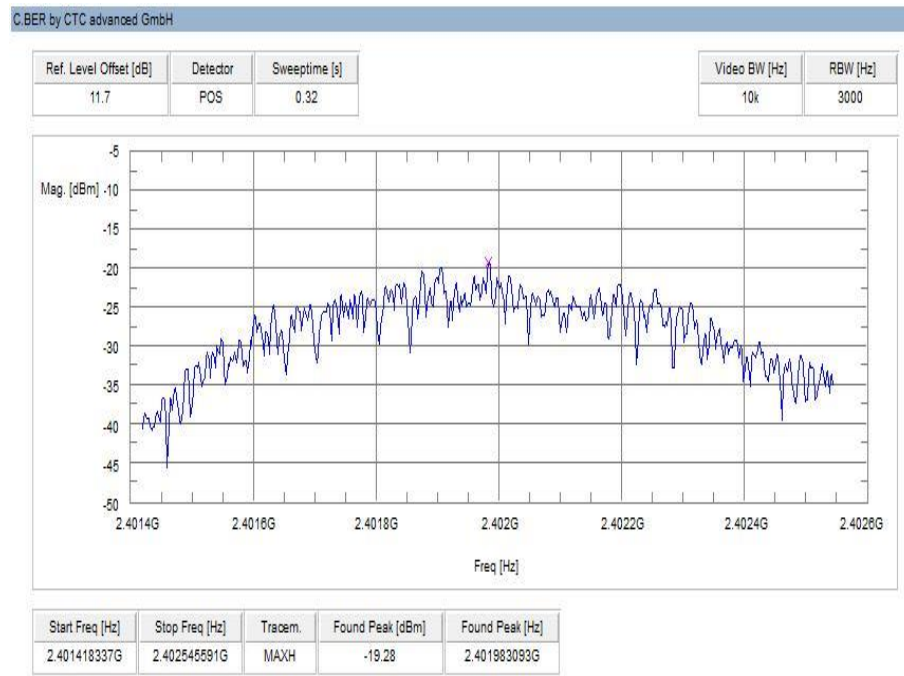 C.BER by CTC advanced GmbH
Ref. Level Offset [dB] Detector Sweeptime [s] Video BW [Hz] RBW [Hz]
11.7 POS 0.32 10k 3000
-5
Mag. [dBm] -10
-15
-20
-25
-30
-35
-40
-45
-50
2.4014G 2.4016G 2.4018G 2.402G 2.4022G 2.4024G 2.4026G
Freq [Hz]
Start Freq [Hz] Stop Freq [Hz] Tracem. Found Peak [dBm] Found Peak [Hz]
2.401418337G 2.402545591G MAXH -19.28 2.401983093G